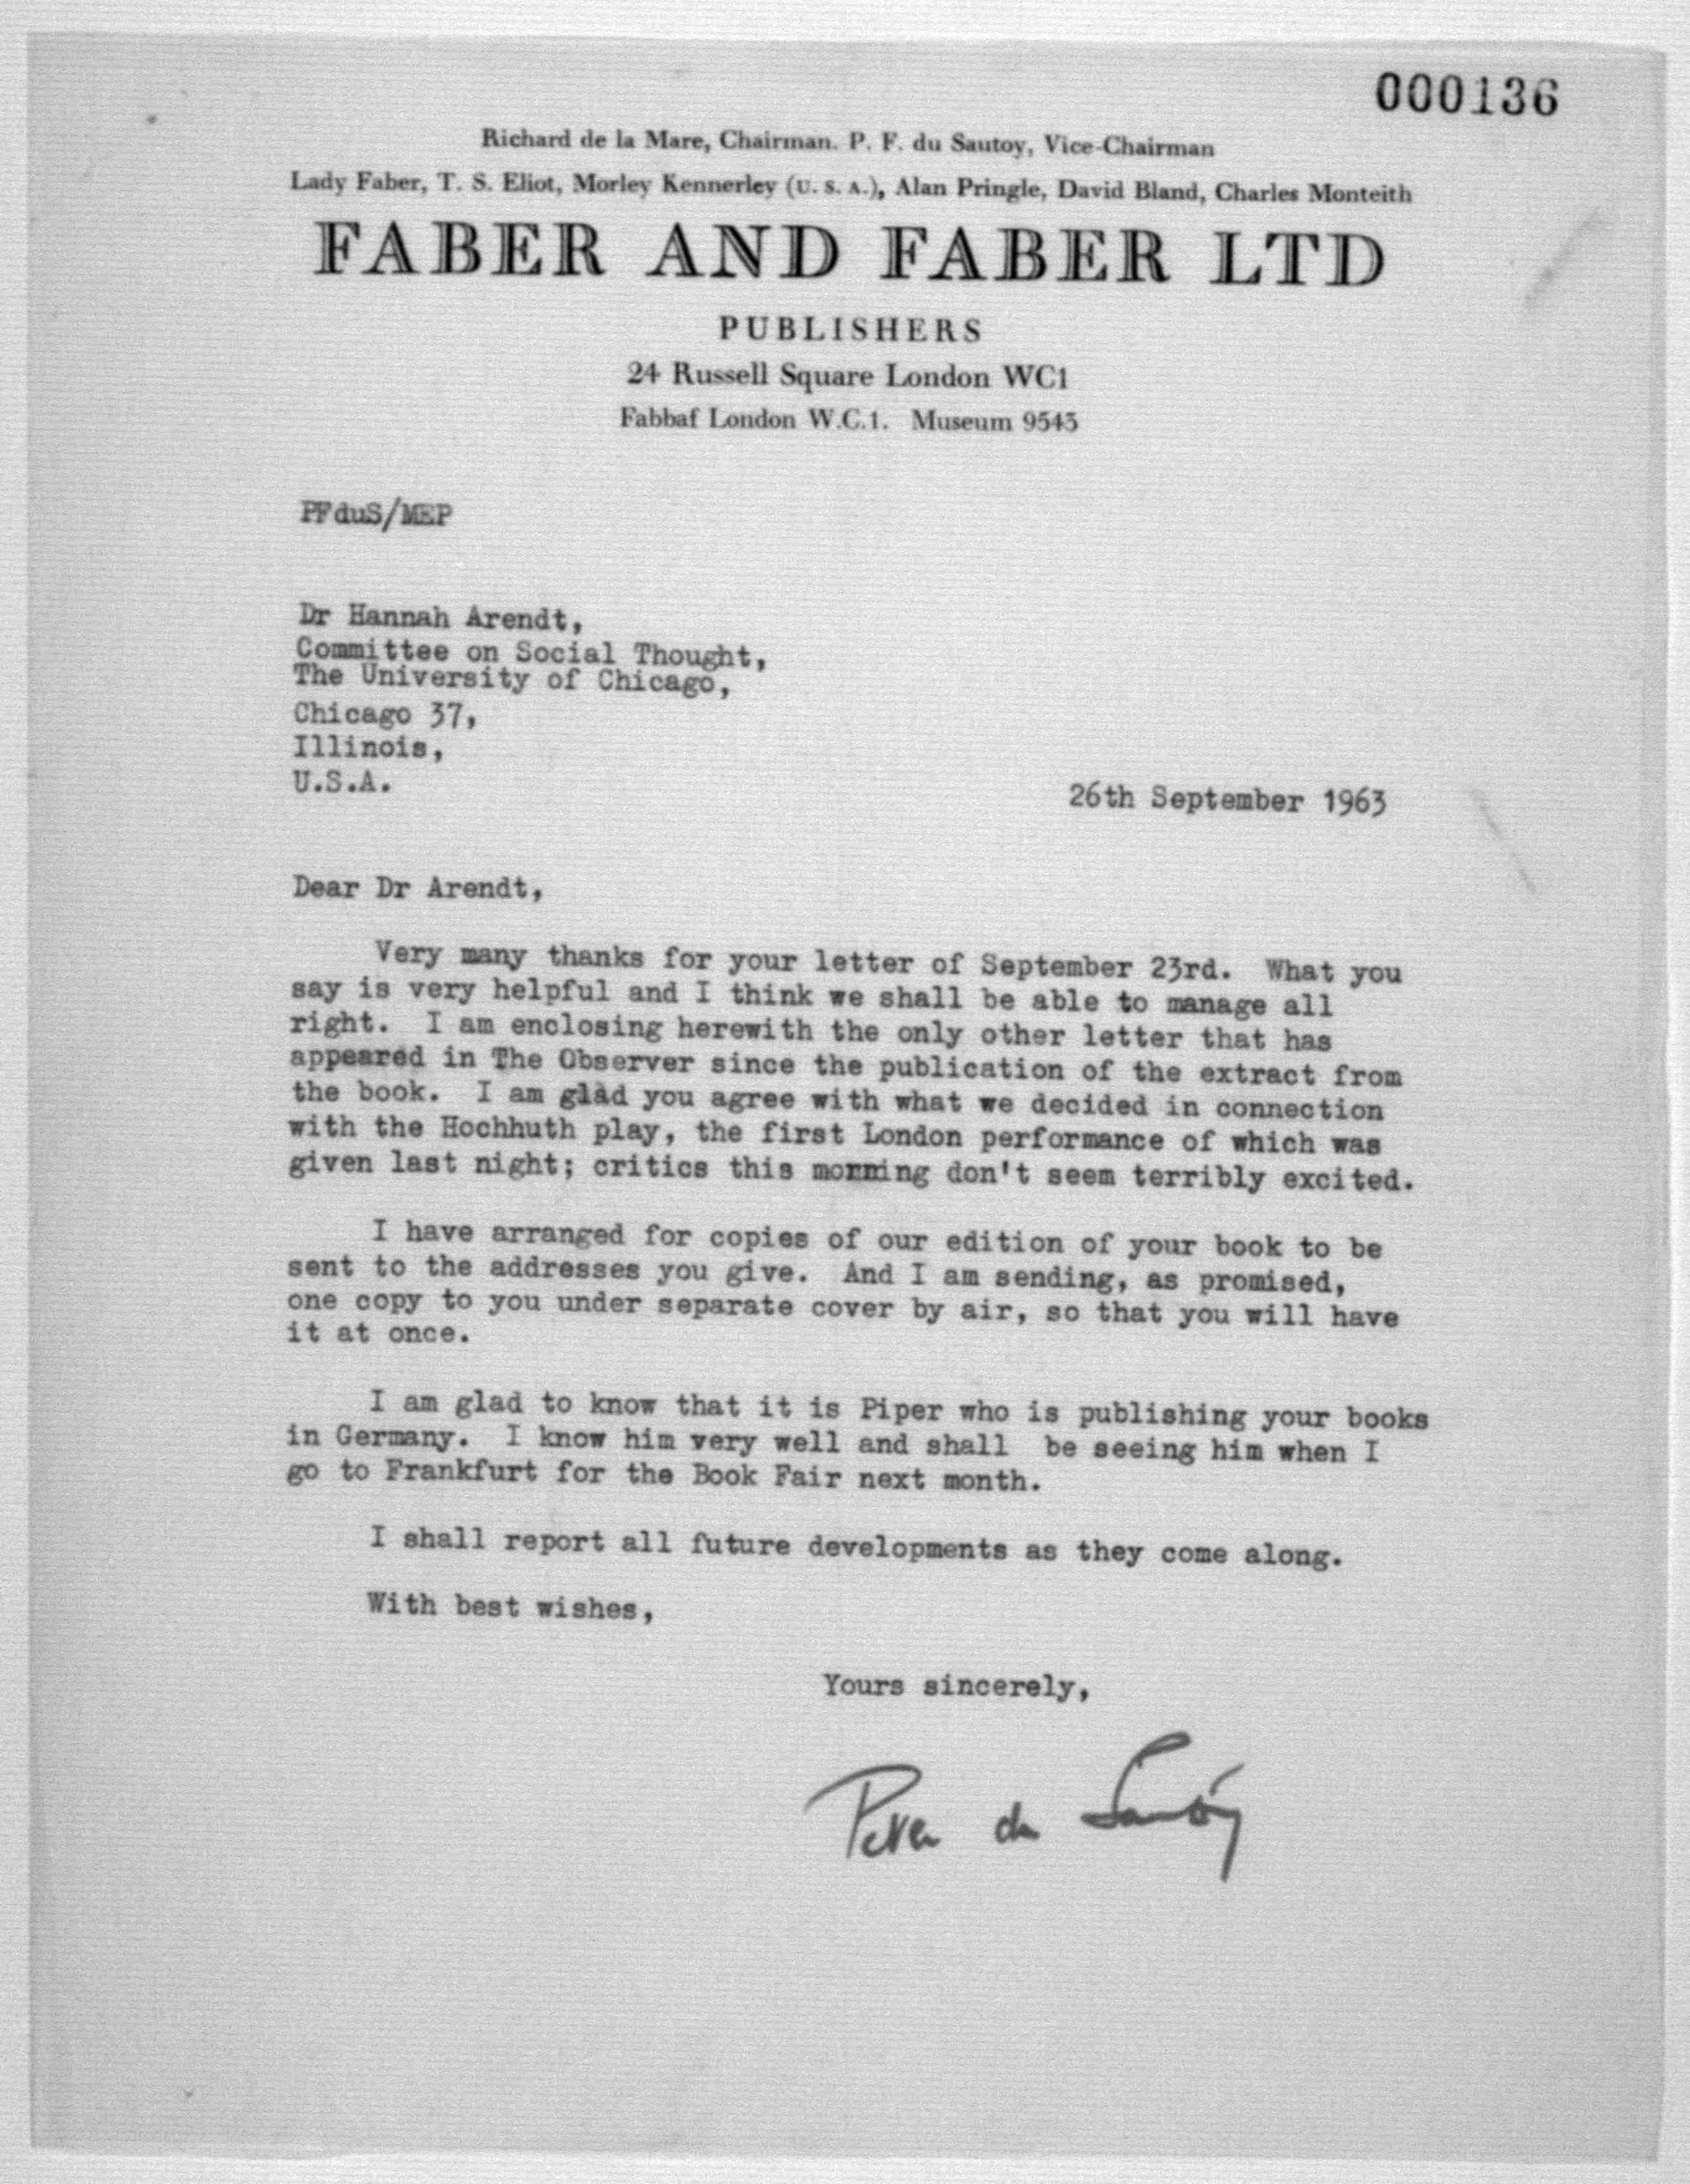 000136
Richard de la Mare, Chairman. P. F. du Sautoy, Vice-Chairman
Lady Faber, T. S. Eliot, Morley Kennerley (U. S. A.), Alan Pringle, David Bland, Charles Monteith
FABER AND FABER LTD
PUBLISHERS
24 Russell Square London WC1
Fabbaf London W.C.1. Museum 9543
PFduS/MEP
Dr Hannah Arendt,
Committee on Social Thought,
The University of Chicago,
Chicago 37,
Illinois,
U.S.A.
26th September 1963
Dear Dr Arendt,
Very many thanks for your letter of September 23rd. What you
say is very helpful and I think we shall be able to manage all
right. I am enclosing herewith the only other letter that has
appeared in The Observer since the publication of the extract from
the book. I am glad you agree with what we decided in connection
with the Hochhuth play, the first London performance of which was
given last night; critics this morning don't seem terribly excited.
I have arranged for copies of our edition of your book to be
sent to the addresses you give. And I am sending, as promised,
one copy to you under separate cover by air, so that you will have
it at once.
I am glad to know that it is Piper who is publishing your books
in Germany. I know him very well and shall be seeing him when I
go to Frankfurt for the Book Fair next month.
I shall report all future developments as they come along.
With best wishes,
Yours sincerely,
Peter du Sautoy